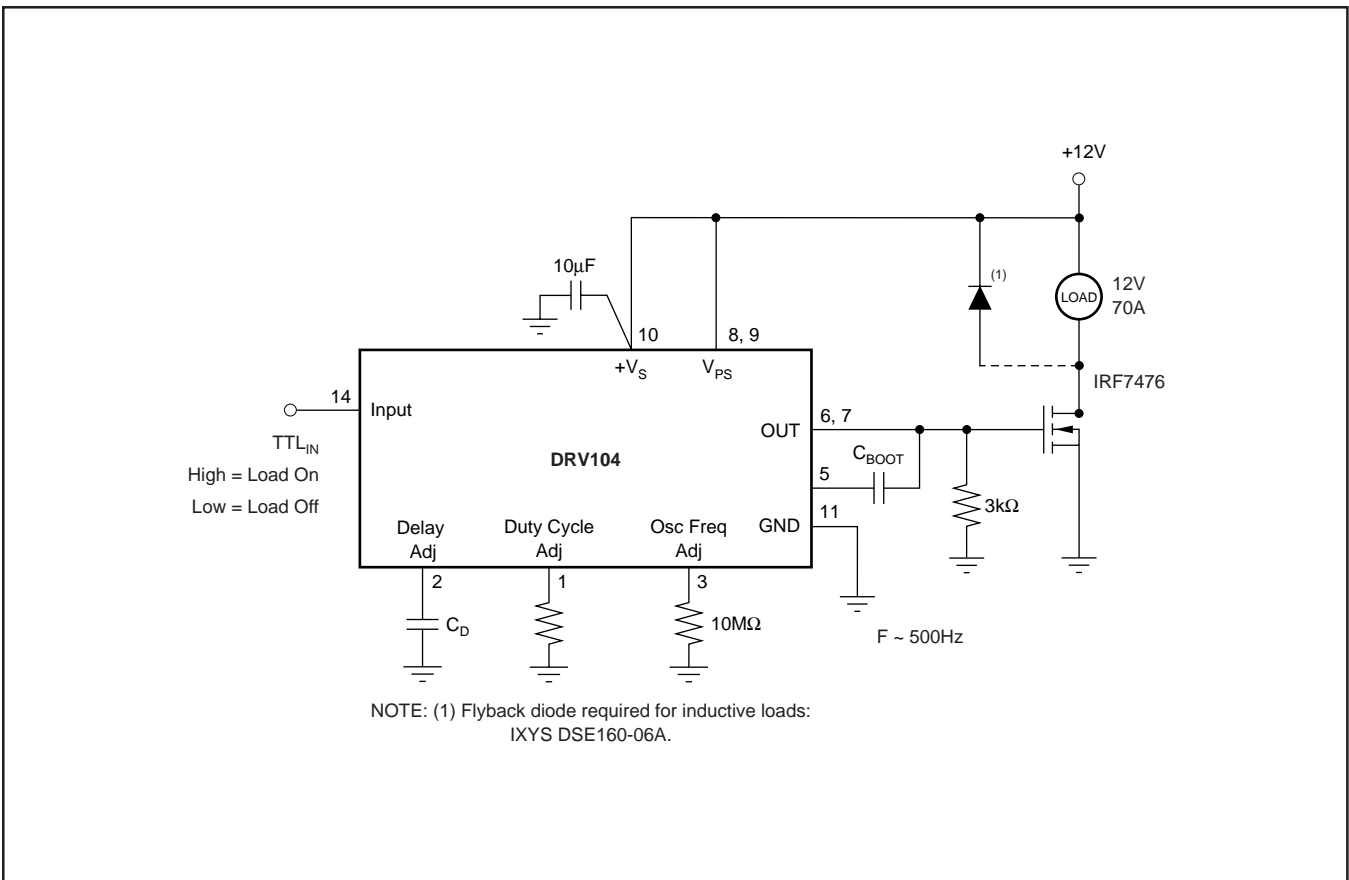 +12V
10μF
(1)
LOAD
12V
70A
10
8, 9
+VS
VPS
IRF7476
14
Input
6, 7
OUT
TTLIN
High = Load On
Low = Load Off
DRV104
CBOOT
5
3kΩ
11
GND
Delay
Adj
Duty Cycle
Adj
Osc Freq
Adj
2
1
3
CD
10MΩ
F ~ 500Hz
NOTE: (1) Flyback diode required for inductive loads:
IXYS DSE160-06A.